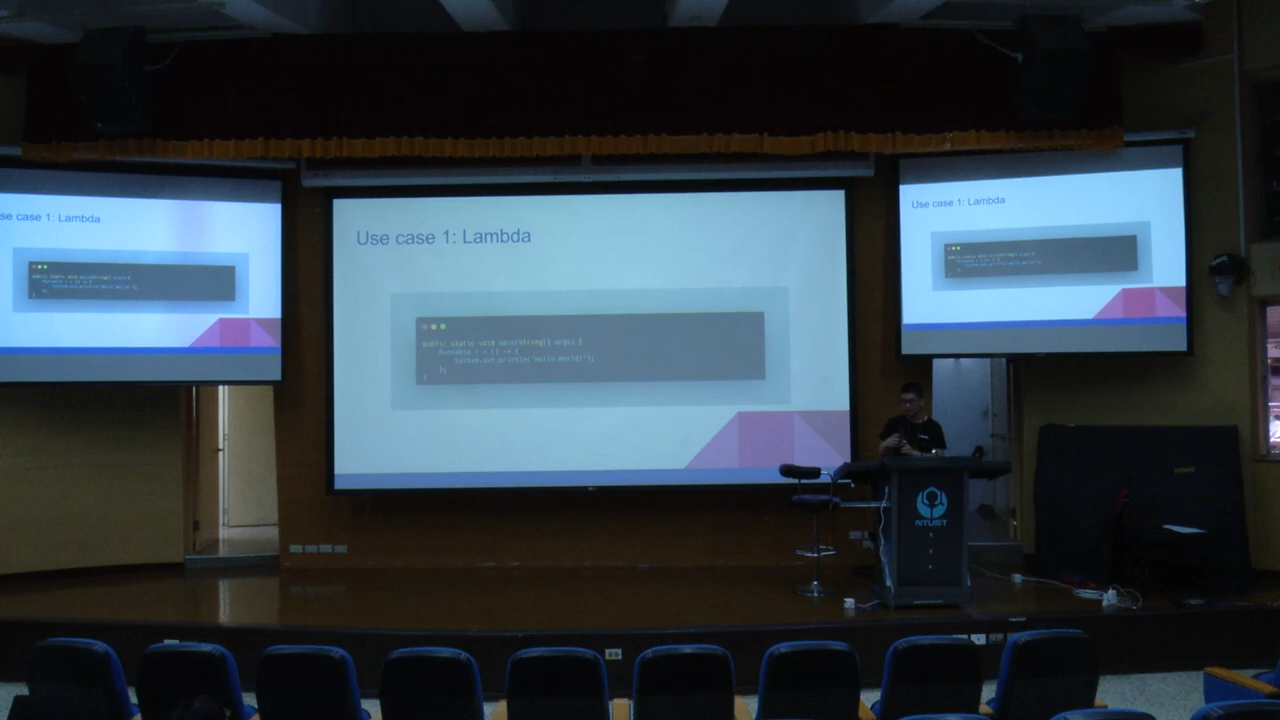 se case 1: Lambda
Use case 1: Lambda
public static void main(String[] args) {
Runnable r = () -> {
System.out.println("Hello World!");
};
}
Use case 1: Lambda
NTUST